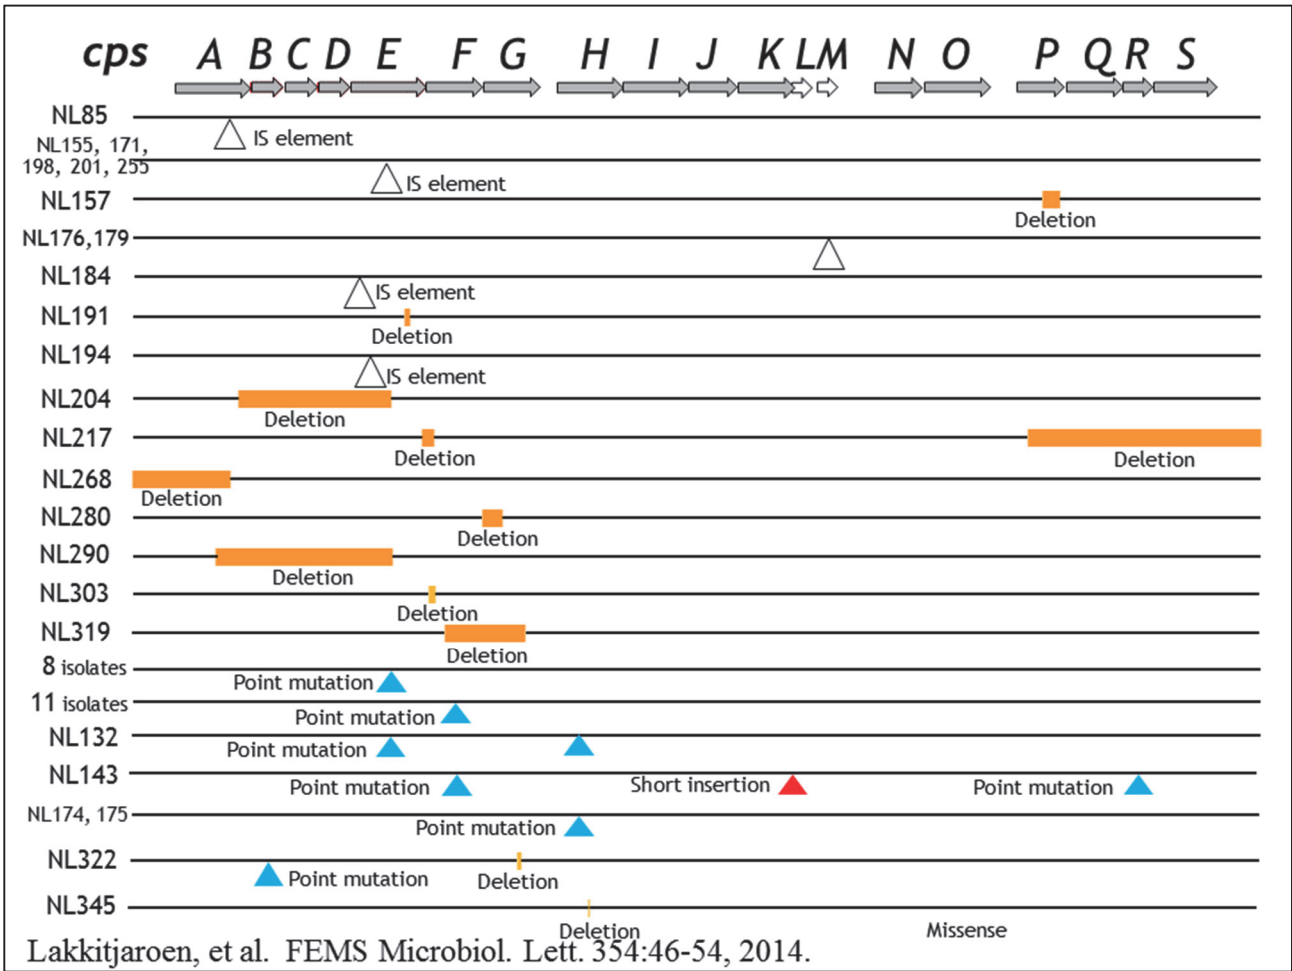 cps A B C D E F G H I J K L M N O P Q R S
NL85
IS element
NL155, 171,
198, 201, 255
IS element
NL157
Deletion
NL176,179
NL184
IS element
NL191
Deletion
NL194
IS element
NL204
Deletion
NL217
Deletion Deletion
NL268
Deletion
NL280
Deletion
NL290
Deletion
NL303
Deletion
NL319
Deletion
8 isolates
Point mutation
11 isolates
Point mutation
NL132
Point mutation
NL143
Point mutation Short insertion Point mutation
NL174, 175
Point mutation
NL322
Point mutation Deletion
NL345
Deletion Missense
Lakkitjaroen, et al. FEMS Microbiol. Lett. 354:46-54, 2014.